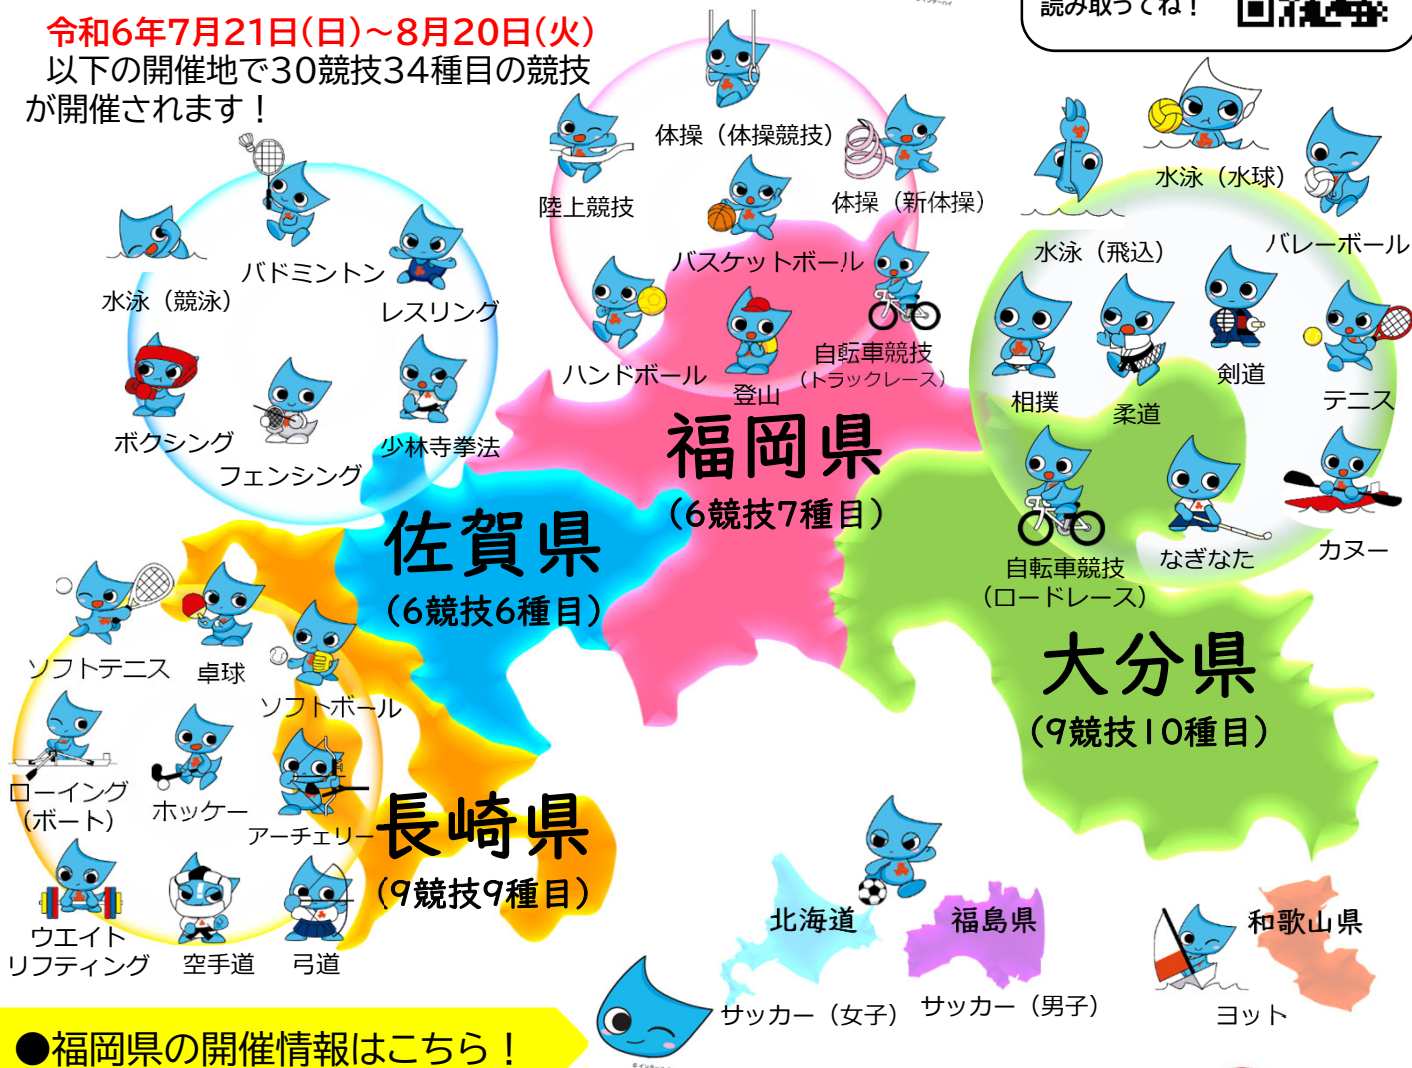 令和6年7月21日(日)～8月20日(火)
以下の開催地で30競技34種目の競技
が開催されます！
読み取ってね！
体操（体操競技）
陸上競技
体操（新体操）
バスケットボール
ハンドボール
登山
自転車競技
（トラックレース）
福岡県
(6競技7種目)
水泳（競泳）
バドミントン
レスリング
ボクシング
フェンシング
少林寺拳法
佐賀県
(6競技6種目)
水泳（水球）
水泳（飛込）
バレーボール
相撲
柔道
剣道
テニス
自転車競技
（ロードレース）
なぎなた
カヌー
大分県
(9競技10種目)
ソフトテニス
卓球
ソフトボール
ローイング
（ボート）
ホッケー
アーチェリー
ウエイト
リフティング
空手道
弓道
長崎県
(9競技9種目)
北海道
サッカー（女子）
福島県
サッカー（男子）
和歌山県
ヨット
●福岡県の開催情報はこちら！